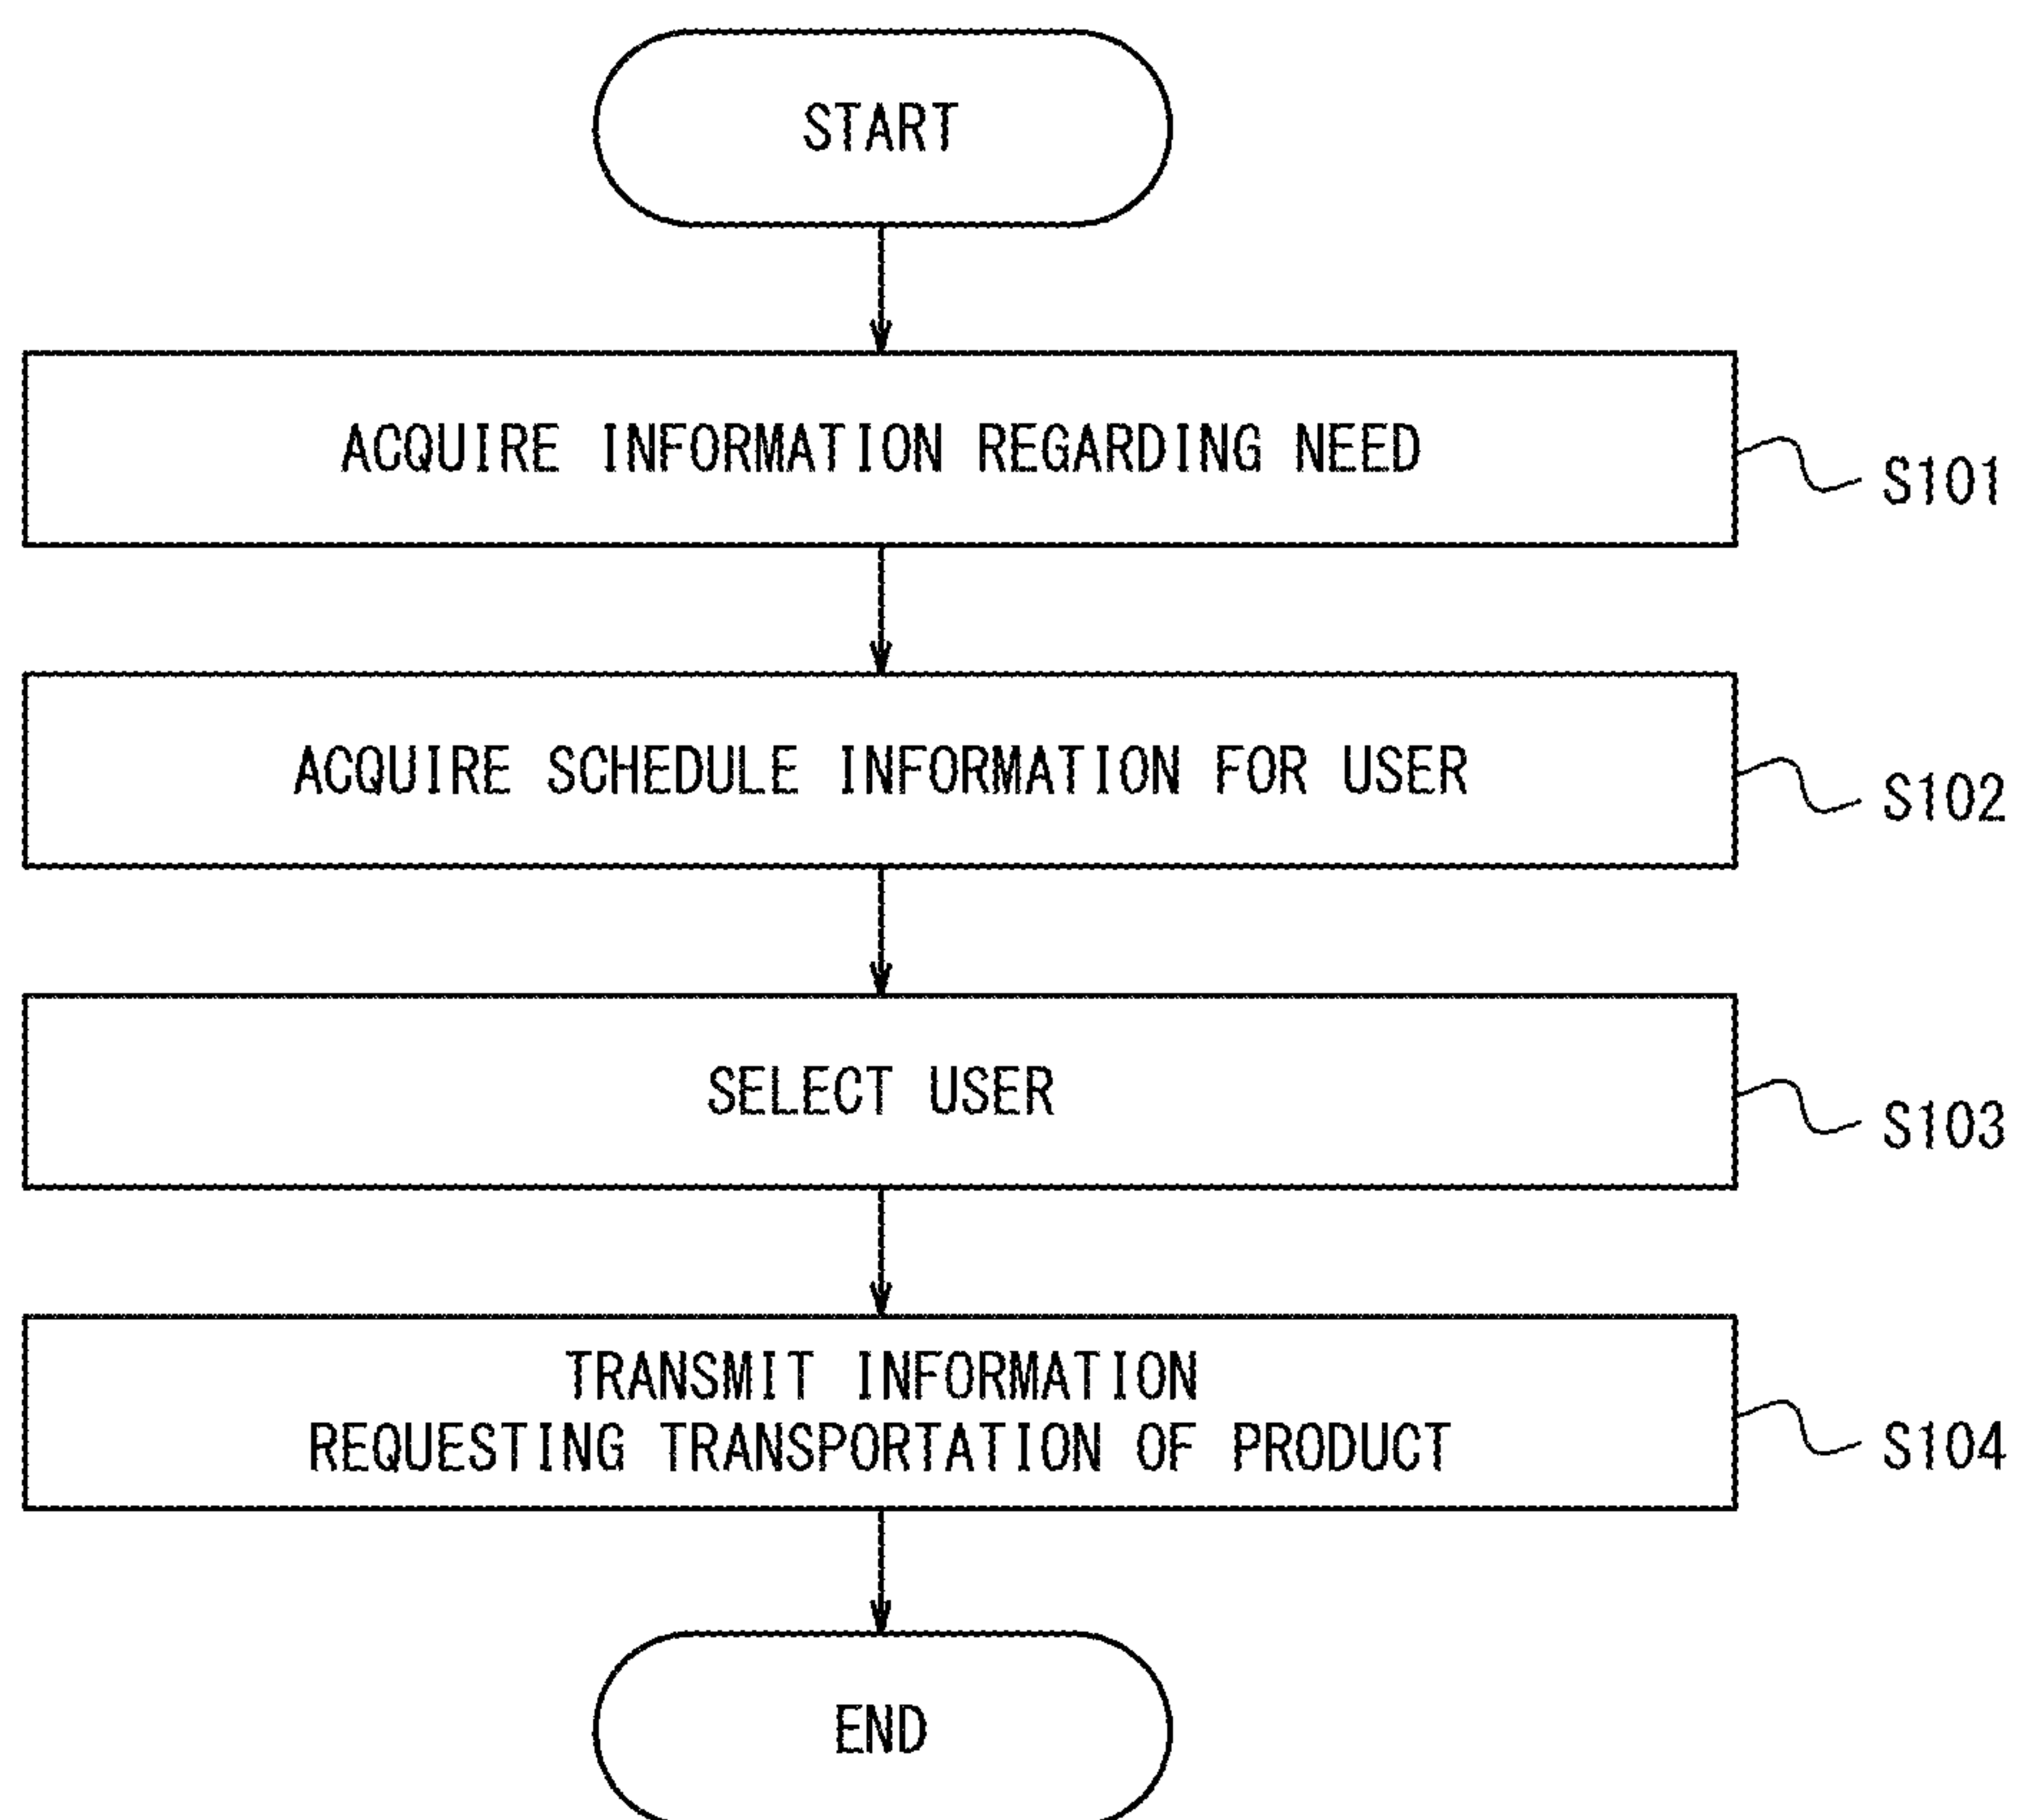 START
ACQUIRE INFORMATION REGARDING NEED
S101
ACQUIRE SCHEDULE INFORMATION FOR USER
S102
SELECT USER
S103
TRANSMIT INFORMATION
REQUESTING TRANSPORTATION OF PRODUCT
S104
END